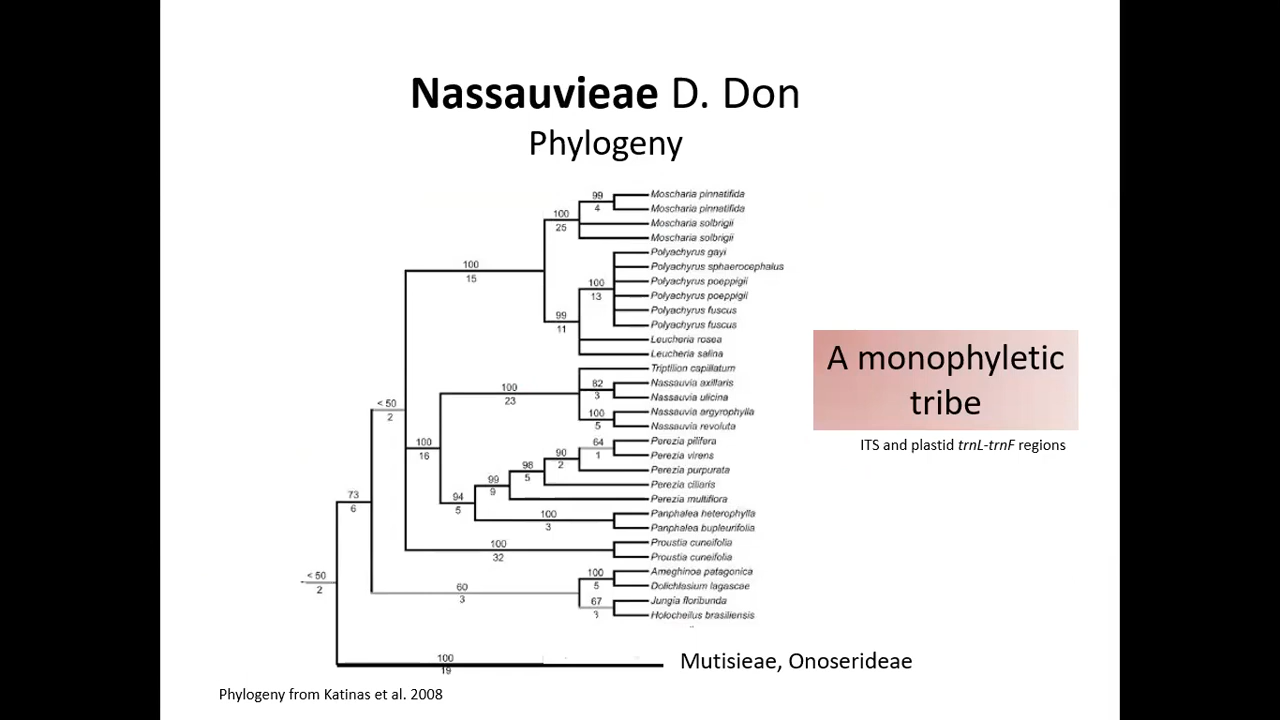 Nassauvieae D. Don
Phylogeny
99
4
100
25
100
15
100
13
99
11
Moscharia pinnatifida
Moscharia pinnatifida
Moscharia solbrigii
Moscharia solbrigii
Polyachyrus gayi
Polyachyrus sphaerocephalus
Polyachyrus poeppigii
Polyachyrus poeppigii
Polyachyrus fuscus
Polyachyrus fuscus
Leucheria rosea
Leucheria salina
Triptilion capillatum
Nassauvia axillaris
Nassauvia ulicina
Nassauvia argyrophylla
Nassauvia revoluta
Perezia pilifera
Perezia virens
Perezia purpurata
Perezia ciliaris
Perezia multiflora
Panphalea heterophylla
Panphalea bupleurifolia
Proustia cuneifolia
Proustia cuneifolia
Ameghinoa patagonica
Dolichlasium lagascae
Jungia floribunda
Holocheilus brasiliensis
100
23
82
3
100
5
< 50
2
100
16
64
1
90
2
98
5
99
9
94
5
100
3
73
6
100
32
100
5
60
3
67
3
< 50
2
100
19
A monophyletic
tribe
ITS and plastid trnL-trnF regions
Mutisieae, Onoserideae
Phylogeny from Katinas et al. 2008